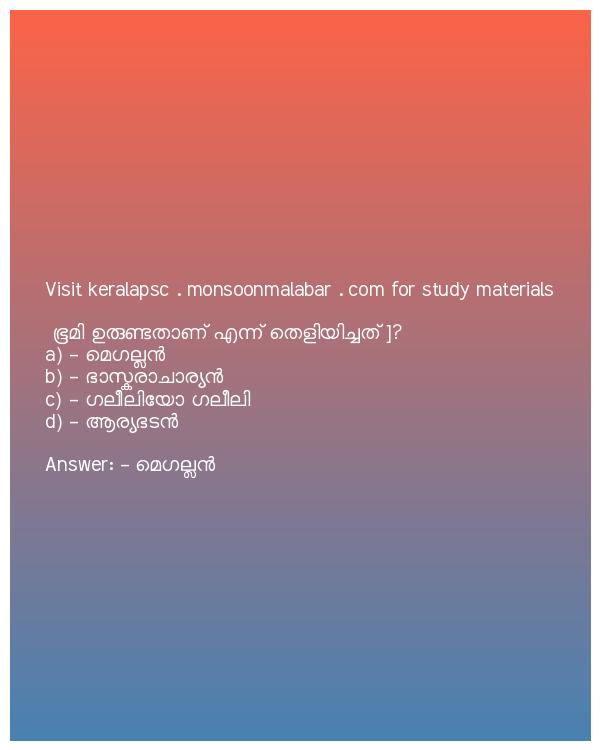 Visit keralapsc . monsoonmalabar . com for study materials
ഭൂമി ഉരുണ്ടതാണ് എന്ന് തെളിയിച്ചത് ]?
a) - മെഗല്ലൻ
b) - ഭാസ്കരാചാര്യൻ
c) - ഗലീലിയോ ഗലീലി
d) - ആര്യഭടൻ
Answer: - മെഗല്ലൻ